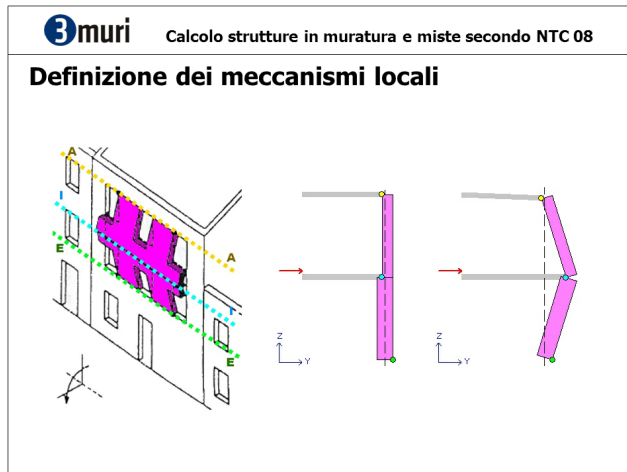 3muri
Calcolo strutture in muratura e miste secondo NTC 08
Definizione dei meccanismi locali
A
I
E
A
I
E
Z
Y
Z
Y